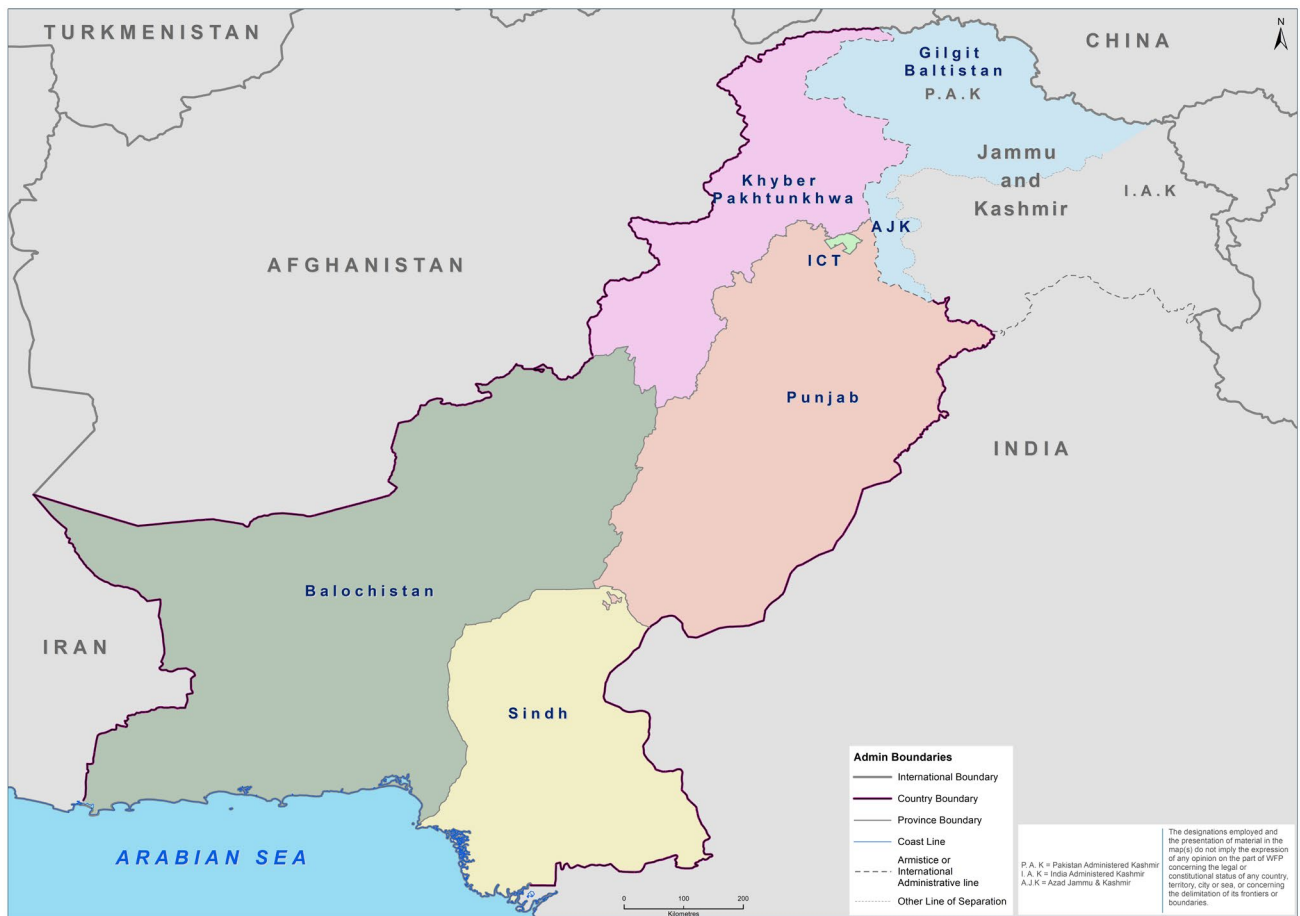 TURKMENISTAN
N
CHINA
Gilgit
Baltistan
P.A.K
Jammu
and
Kashmir
I.A.K
Khyber
Pakhtunkhwa
AJK
ICT
AFGHANISTAN
Punjab
INDIA
Balochistan
IRAN
Sindh
ARABIAN SEA
Admin Boundaries
International Boundary
Country Boundary
Province Boundary
Coast Line
Armistice or
International
Administrative line
Other Line of Separation
P. A. K = Pakistan Administered Kashmir
I. A. K = India Administered Kashmir
A.J.K = Azad Jammu & Kashmir
The designations employed and
the presentation of material in the
map(s) do not imply the expression
of any opinion on the part of WFP
concerning the legal or
constitutional status of any country,
territory, city or sea, or concerning
the delimitation of its frontiers or
boundaries.
0 100 200
Kilometres